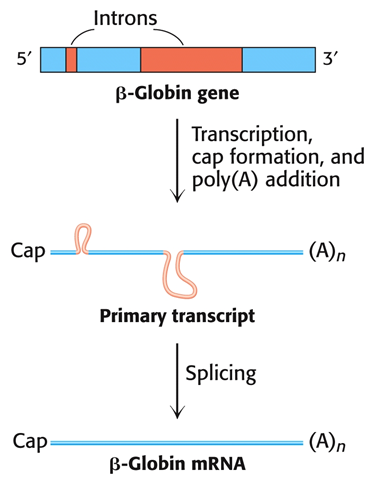 Introns
5′ 3′
β-Globin gene
Transcription,
cap formation, and
poly(A) addition
Cap (A)n
Primary transcript
Splicing
Cap (A)n
β-Globin mRNA